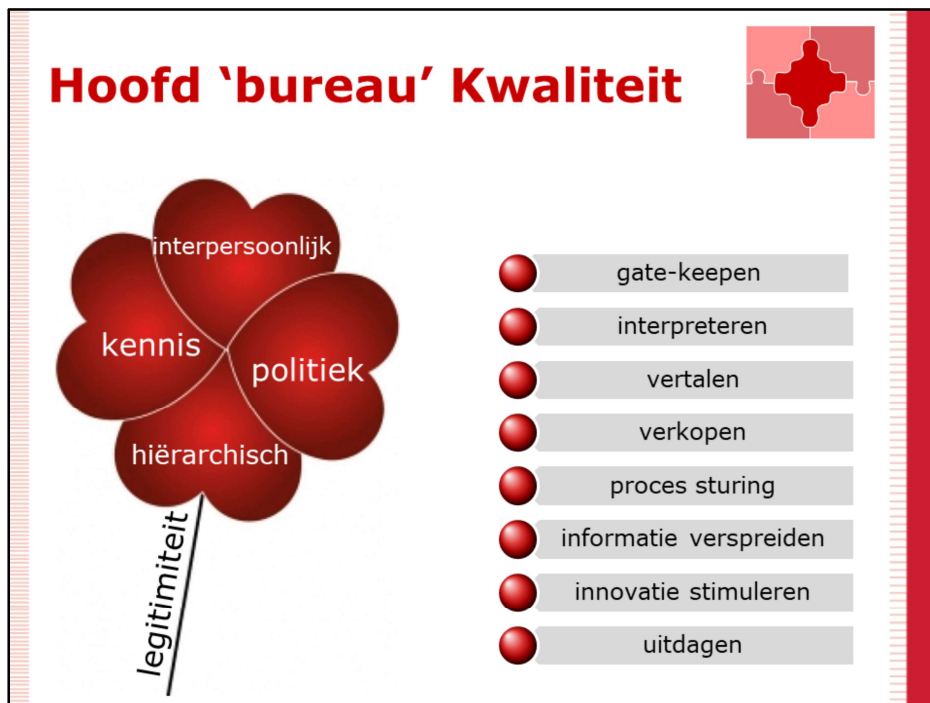 Hoofd ‘bureau’ Kwaliteit
interpersoonlijk
kennis
politiek
hiërarchisch
legitimiteit
gate-keepen
interpreteren
vertalen
verkopen
proces sturing
informatie verspreiden
innovatie stimuleren
uitdagen